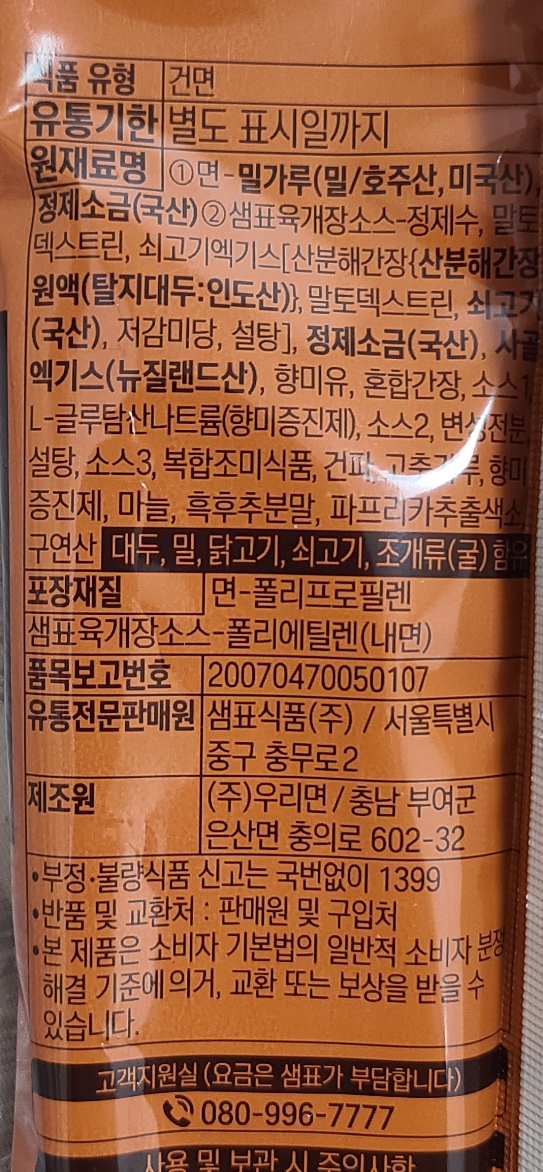 식품 유형 건면
유통기한 별도 표시일까지
원재료명 ①면-밀가루(밀/호주산, 미국산),
정제소금(국산)②샘표육개장소스-정제수, 말토
덱스트린, 쇠고기엑기스[산분해간장{산분해간장
원액(탈지대두:인도산)}, 말토덱스트린, 쇠고기
(국산), 저감미당, 설탕], 정제소금(국산), 사골
엑기스(뉴질랜드산), 향미유, 혼합간장, 소스1,
L-글루탐산나트륨(향미증진제), 소스2, 변성전분,
설탕, 소스3, 복합조미식품, 건파, 고춧가루, 향미
증진제, 마늘, 흑후추분말, 파프리카추출색소,
구연산 대두, 밀, 닭고기, 쇠고기, 조개류(굴) 함유
포장재질 면-폴리프로필렌
샘표육개장소스-폴리에틸렌(내면)
품목보고번호 20070470050107
유통전문판매원 샘표식품(주) / 서울특별시
중구 충무로2
제조원 (주)우리면 / 충남 부여군
은산면 충의로 602-32
•부정·불량식품 신고는 국번없이 1399
•반품 및 교환처 : 판매원 및 구입처
•본 제품은 소비자 기본법의 일반적 소비자 분쟁
해결 기준에 의거, 교환 또는 보상을 받을 수
있습니다.
고객지원실 (요금은 샘표가 부담합니다)
080-996-7777
사용 및 보관 시 주의사항